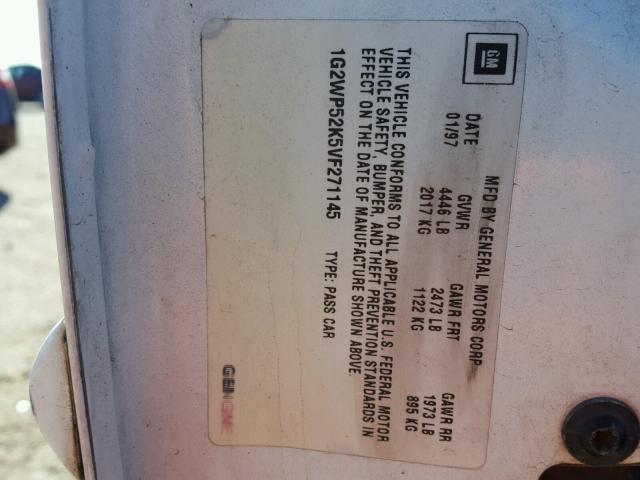 GM
MFD BY GENERAL MOTORS CORP
DATE GVWR GAWR FRT GAWR RR
01/97 4446 LB 2473 LB 1973 LB
2017 KG 1122 KG 895 KG
THIS VEHICLE CONFORMS TO ALL APPLICABLE U.S. FEDERAL MOTOR
VEHICLE SAFETY, BUMPER, AND THEFT PREVENTION STANDARDS IN
EFFECT ON THE DATE OF MANUFACTURE SHOWN ABOVE.
1G2WP52K5VF271145 TYPE: PASS CAR